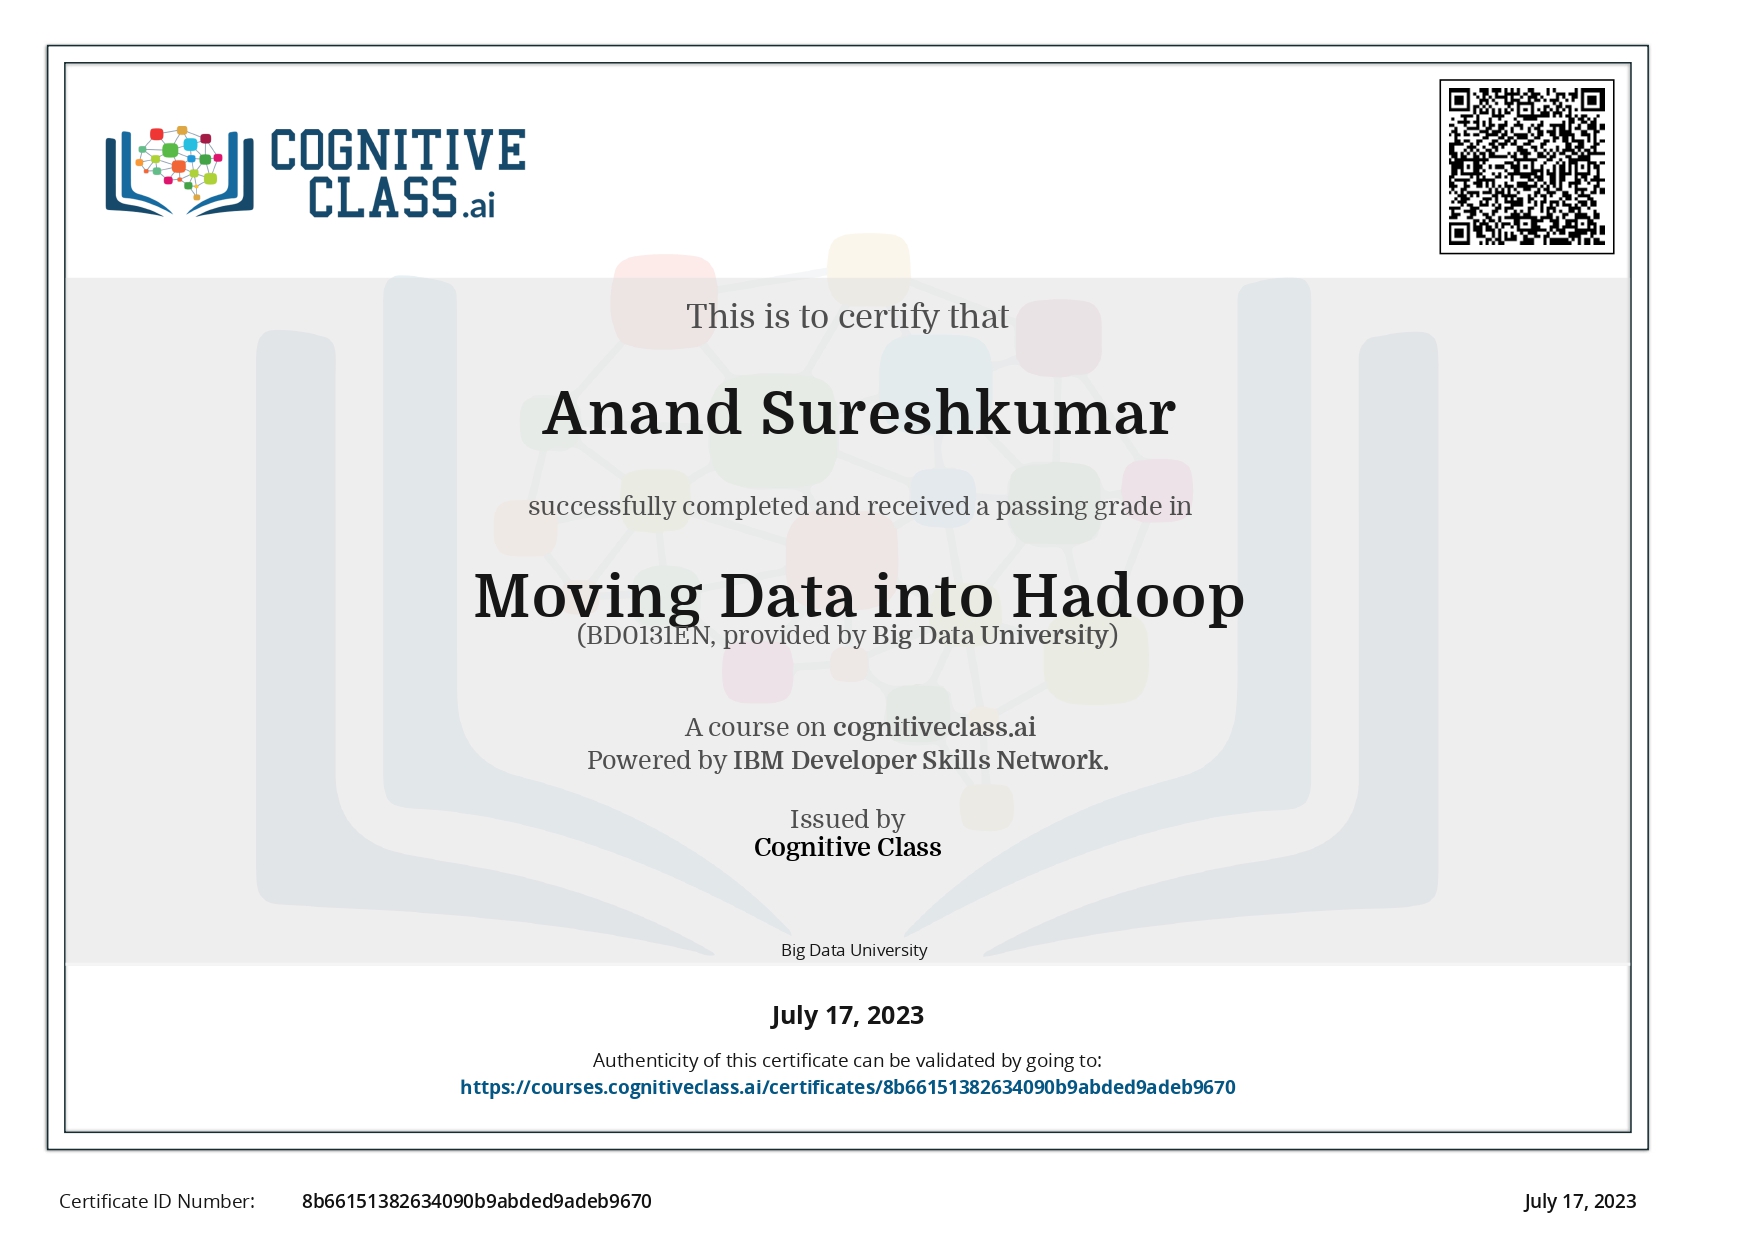 COGNITIVE
CLASS.ai
This is to certify that
Anand Sureshkumar
successfully completed and received a passing grade in
Moving Data into Hadoop
(BD0131EN, provided by Big Data University)
A course on cognitiveclass.ai
Powered by IBM Developer Skills Network.
Issued by
Cognitive Class
Big Data University
July 17, 2023
Authenticity of this certificate can be validated by going to:
https://courses.cognitiveclass.ai/certificates/8b66151382634090b9abded9adeb9670
Certificate ID Number: 8b66151382634090b9abded9adeb9670 July 17, 2023